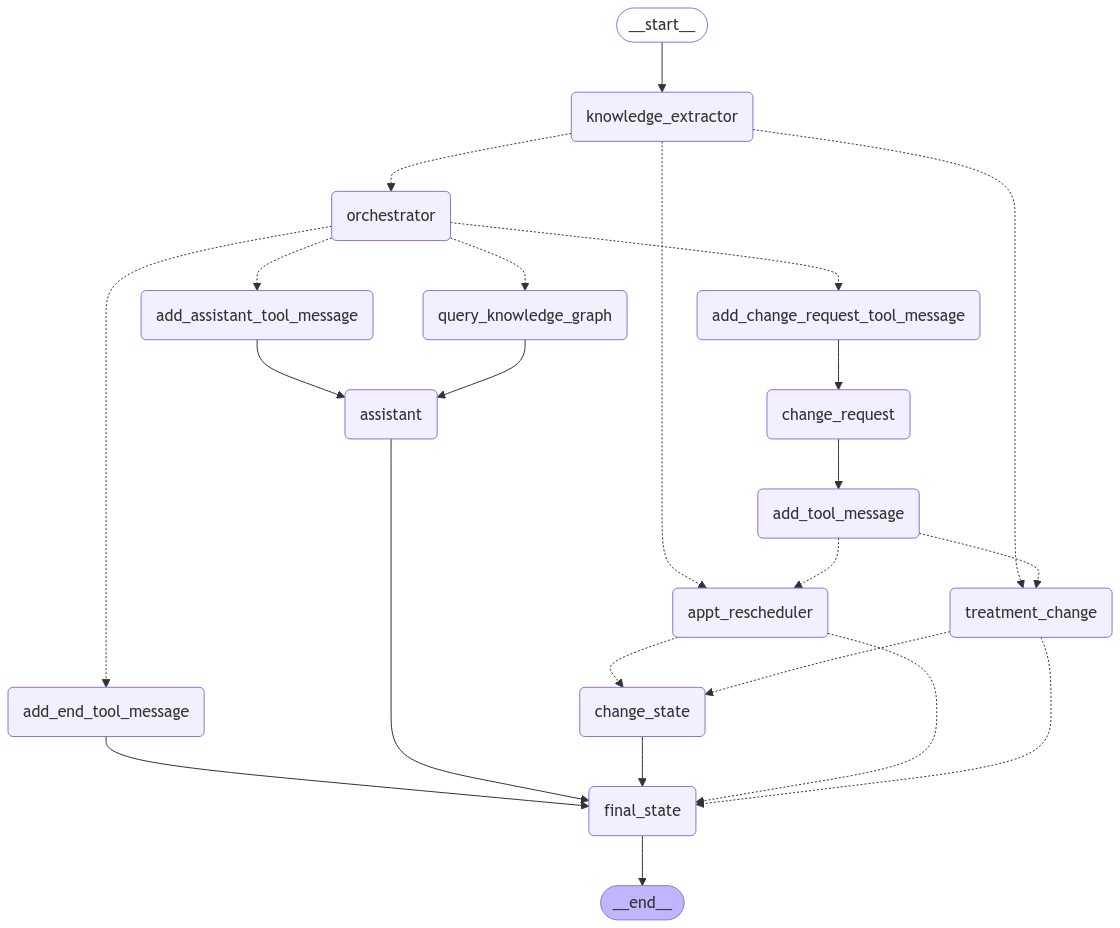 __start__
knowledge_extractor
orchestrator
add_assistant_tool_message
query_knowledge_graph
add_change_request_tool_message
assistant
change_request
add_tool_message
appt_rescheduler
treatment_change
add_end_tool_message
change_state
final_state
__end__